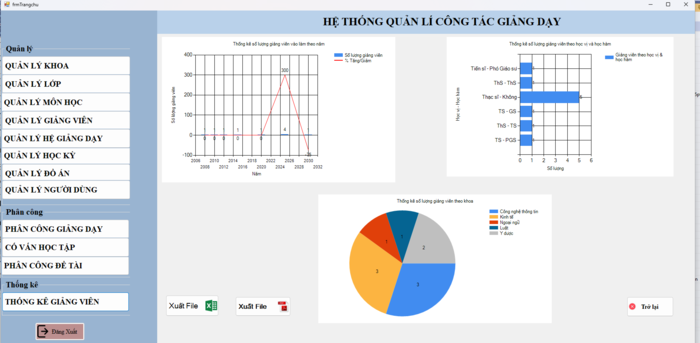 frmTrangchu
HỆ THỐNG QUẢN LÍ CÔNG TÁC GIẢNG DẠY
Quản lý
QUẢN LÝ KHOA
QUẢN LÝ LỚP
QUẢN LÝ MÔN HỌC
QUẢN LÝ GIẢNG VIÊN
QUẢN LÝ HỆ GIẢNG DẠY
QUẢN LÝ HỌC KỲ
QUẢN LÝ ĐỒ ÁN
QUẢN LÝ NGƯỜI DÙNG
Phân công
PHÂN CÔNG GIẢNG DẠY
CỐ VẤN HỌC TẬP
PHÂN CÔNG ĐỀ TÀI
Thống kê
THỐNG KÊ GIẢNG VIÊN
Đăng Xuất
Thống kê số lượng giảng viên vào làm theo năm
Số lượng giảng viên
% Tăng/Giảm
Số lượng giảng viên
400
300
200
100
0
-100
300
4
2008 2012 2016 2020 2024 2028 2032
2006 2010 2014 2018 2022 2026 2030
Năm
Thống kê số lượng giảng viên theo học vị và học hàm
Giảng viên theo học vị &
học hàm
Học vị - Học hàm
Tiến sĩ - Phó Giáo sư
ThS - ThS
Thạc sĩ - Không
TS - GS
ThS - TS
TS - PGS
0 1 2 3 4 5 6
Số lượng
Thống kê số lượng giảng viên theo khoa
Công nghệ thông tin
Kinh tế
Ngoại ngữ
Luật
Y dược
1
2
3
3
Xuất File
Xuất File
Trở lại